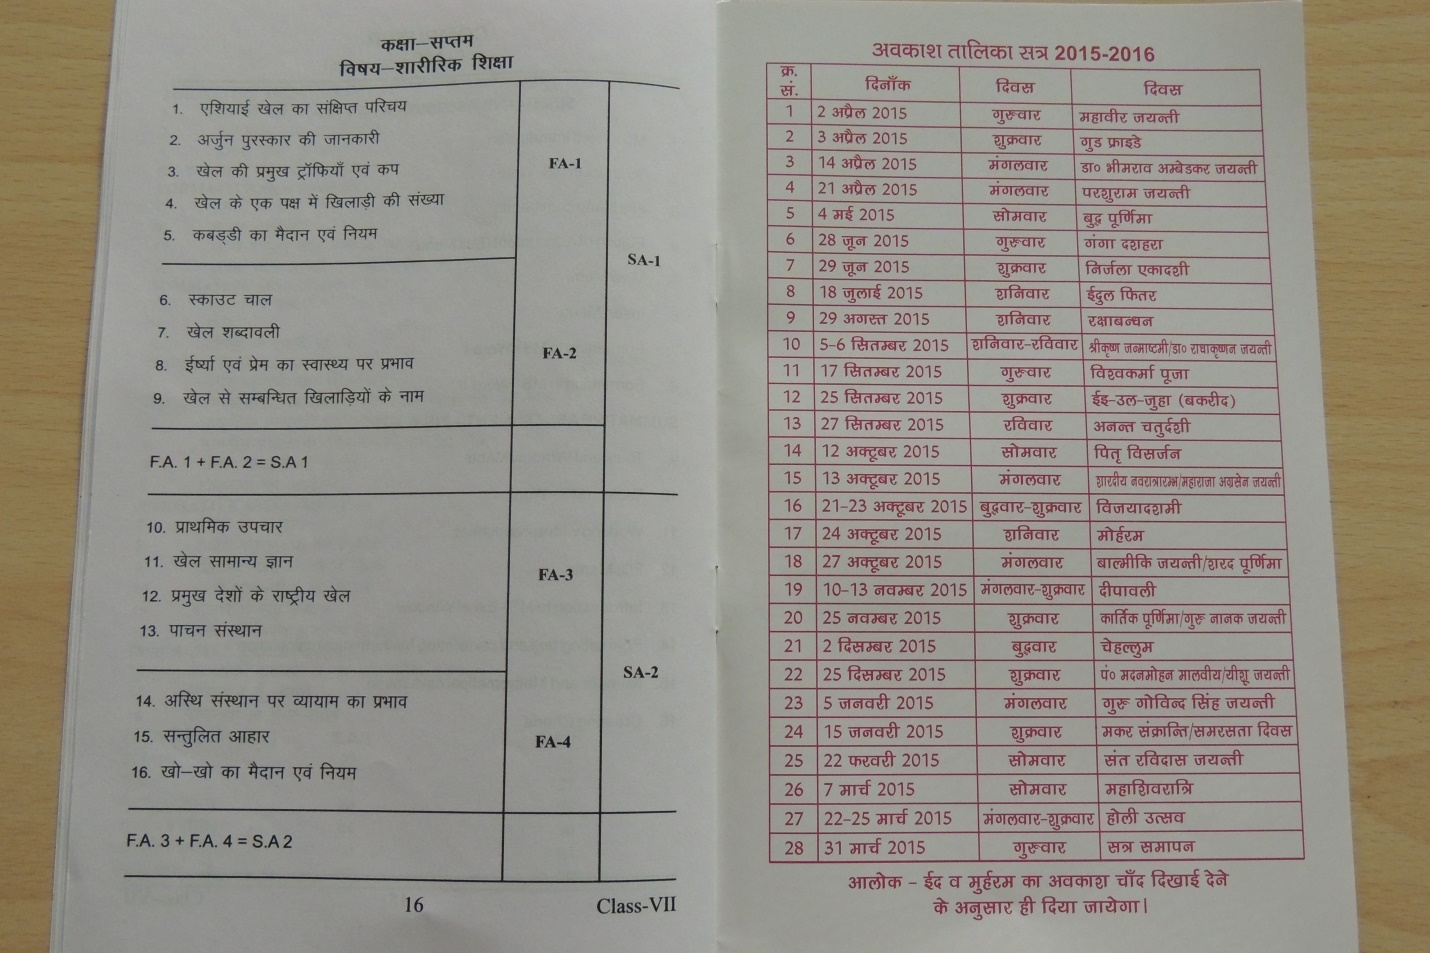 कक्षा–सप्तम
विषय–शारीरिक शिक्षा
1. एशियाई खेल का संक्षिप्त परिचय
2. अर्जुन पुरस्कार की जानकारी
3. खेल की प्रमुख ट्रॉफियाँ एवं कप
4. खेल के एक पक्ष में खिलाड़ी की संख्या
5. कबड्डी का मैदान एवं नियम
FA-1
6. स्काउट चाल
7. खेल शब्दावली
8. ईर्ष्या एवं प्रेम का स्वास्थ्य पर प्रभाव
9. खेल से सम्बन्धित खिलाड़ियों के नाम
FA-2
SA-1
F.A. 1 + F.A. 2 = S.A 1
10. प्राथमिक उपचार
11. खेल सामान्य ज्ञान
12. प्रमुख देशों के राष्ट्रीय खेल
13. पाचन संस्थान
FA-3
14. अस्थि संस्थान पर व्यायाम का प्रभाव
15. सन्तुलित आहार
16. खो–खो का मैदान एवं नियम
FA-4
SA-2
F.A. 3 + F.A. 4 = S.A 2
16
Class-VII
अवकाश तालिका सत्र 2015-2016
क्र. सं. दिनाँक दिवस दिवस
1 2 अप्रैल 2015 गुरूवार महावीर जयन्ती
2 3 अप्रैल 2015 शुक्रवार गुड फ्राइडे
3 14 अप्रैल 2015 मंगलवार डा० भीमराव अम्बेडकर जयन्ती
4 21 अप्रैल 2015 मंगलवार परशुराम जयन्ती
5 4 मई 2015 सोमवार बुद्व पूर्णिमा
6 28 जून 2015 गुरूवार गंगा दशहरा
7 29 जून 2015 शुक्रवार निर्जला एकादशी
8 18 जुलाई 2015 शनिवार ईदुल फितर
9 29 अगस्त 2015 शनिवार रक्षाबन्धन
10 5-6 सितम्बर 2015 शनिवार-रविवार श्रीकृष्ण जन्माष्टमी/डा० राधाकृष्णन जयन्ती
11 17 सितम्बर 2015 गुरूवार विश्वकर्मा पूजा
12 25 सितम्बर 2015 शुक्रवार ईइ-उल-जुहा (बकरीद)
13 27 सितम्बर 2015 रविवार अनन्त चतुर्दशी
14 12 अक्टूबर 2015 सोमवार पितृ विसर्जन
15 13 अक्टूबर 2015 मंगलवार शारदीय नवरात्रारम्भ/महाराजा अग्रसेन जयन्ती
16 21-23 अक्टूबर 2015 बुद्ववार-शुक्रवार विजयादशमी
17 24 अक्टूबर 2015 शनिवार मोर्हरम
18 27 अक्टूबर 2015 मंगलवार बाल्मीकि जयन्ती/शरद पूर्णिमा
19 10-13 नवम्बर 2015 मंगलवार-शुक्रवार दीपावली
20 25 नवम्बर 2015 शुक्रवार कार्तिक पूर्णिमा/गुरू नानक जयन्ती
21 2 दिसम्बर 2015 बुद्ववार चेहल्लुम
22 25 दिसम्बर 2015 शुक्रवार पं० मदनमोहन मालवीय/यीशू जयन्ती
23 5 जनवरी 2015 मंगलवार गुरू गोविन्द सिंह जयन्ती
24 15 जनवरी 2015 शुक्रवार मकर संक्रान्ति/समरसता दिवस
25 22 फरवरी 2015 सोमवार संत रविदास जयन्ती
26 7 मार्च 2015 सोमवार महाशिवरात्रि
27 22-25 मार्च 2015 मंगलवार-शुक्रवार होली उत्सव
28 31 मार्च 2015 गुरूवार सत्र समापन
आलोक - ईद व मुर्हरम का अवकाश चाँद दिखाई देने
के अनुसार ही दिया जायेगा।